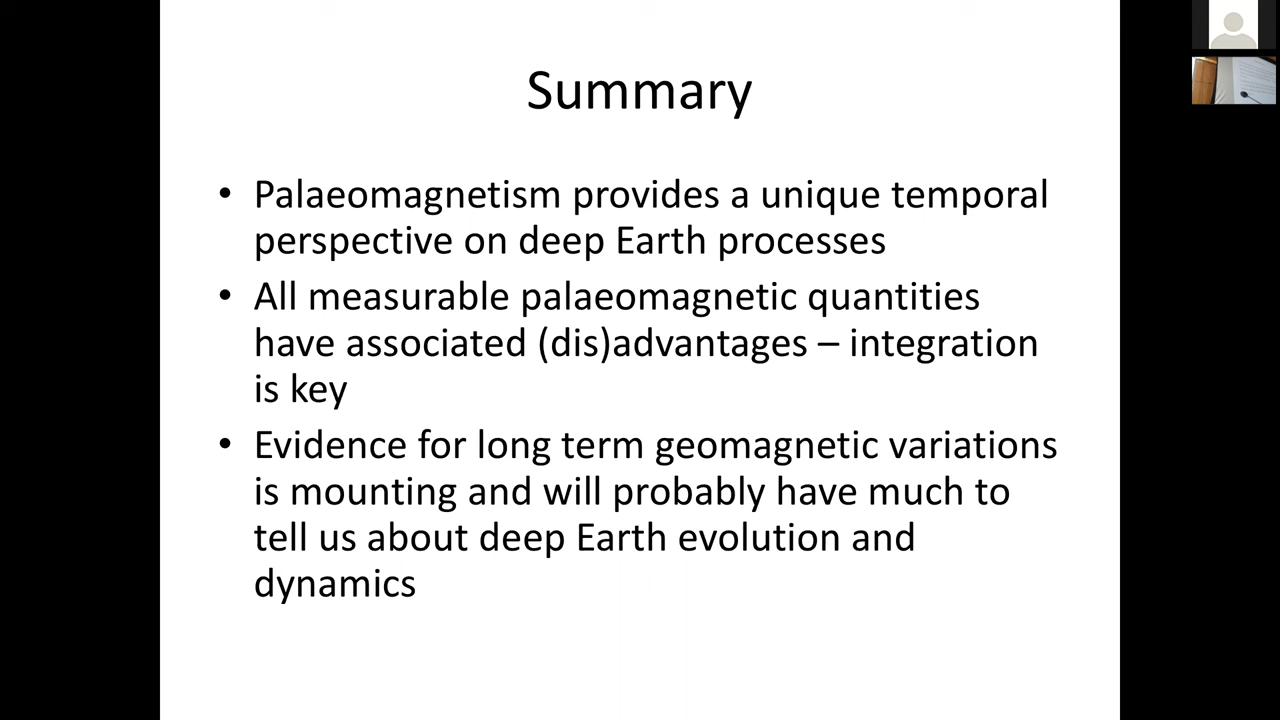 Summary
• Palaeomagnetism provides a unique temporal
perspective on deep Earth processes
• All measurable palaeomagnetic quantities
have associated (dis)advantages – integration
is key
• Evidence for long term geomagnetic variations
is mounting and will probably have much to
tell us about deep Earth evolution and
dynamics